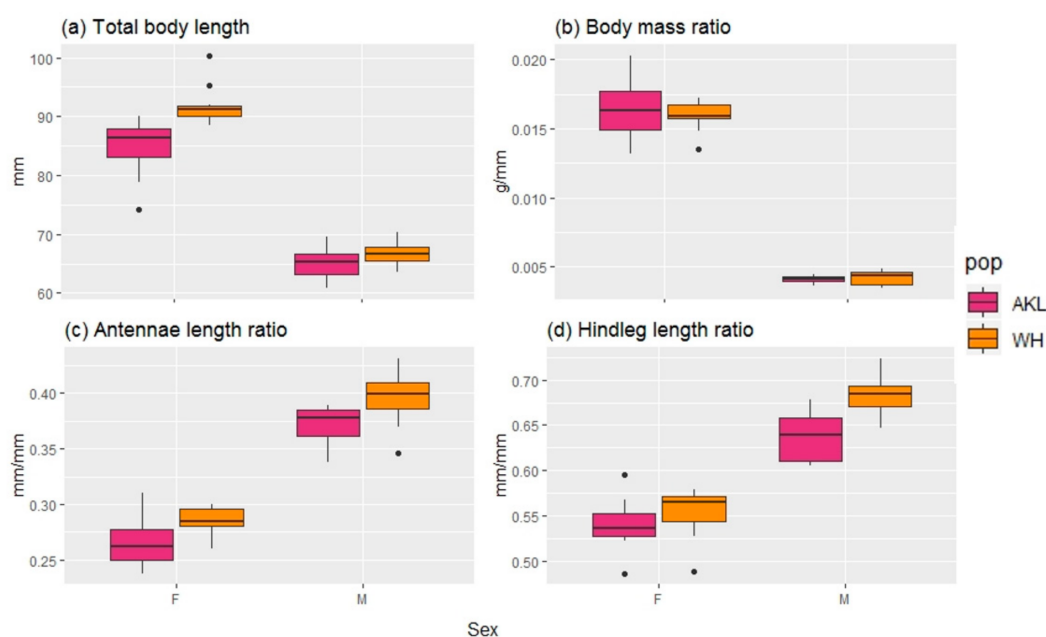 (a) Total body length
100
90
80
70
60
mm
(b) Body mass ratio
0.020
0.015
0.010
0.005
g/mm
pop
AKL
WH
(c) Antennae length ratio
0.40
0.35
0.30
0.25
mm/mm
F
M
(d) Hindleg length ratio
0.70
0.65
0.60
0.55
0.50
mm/mm
F
M
Sex